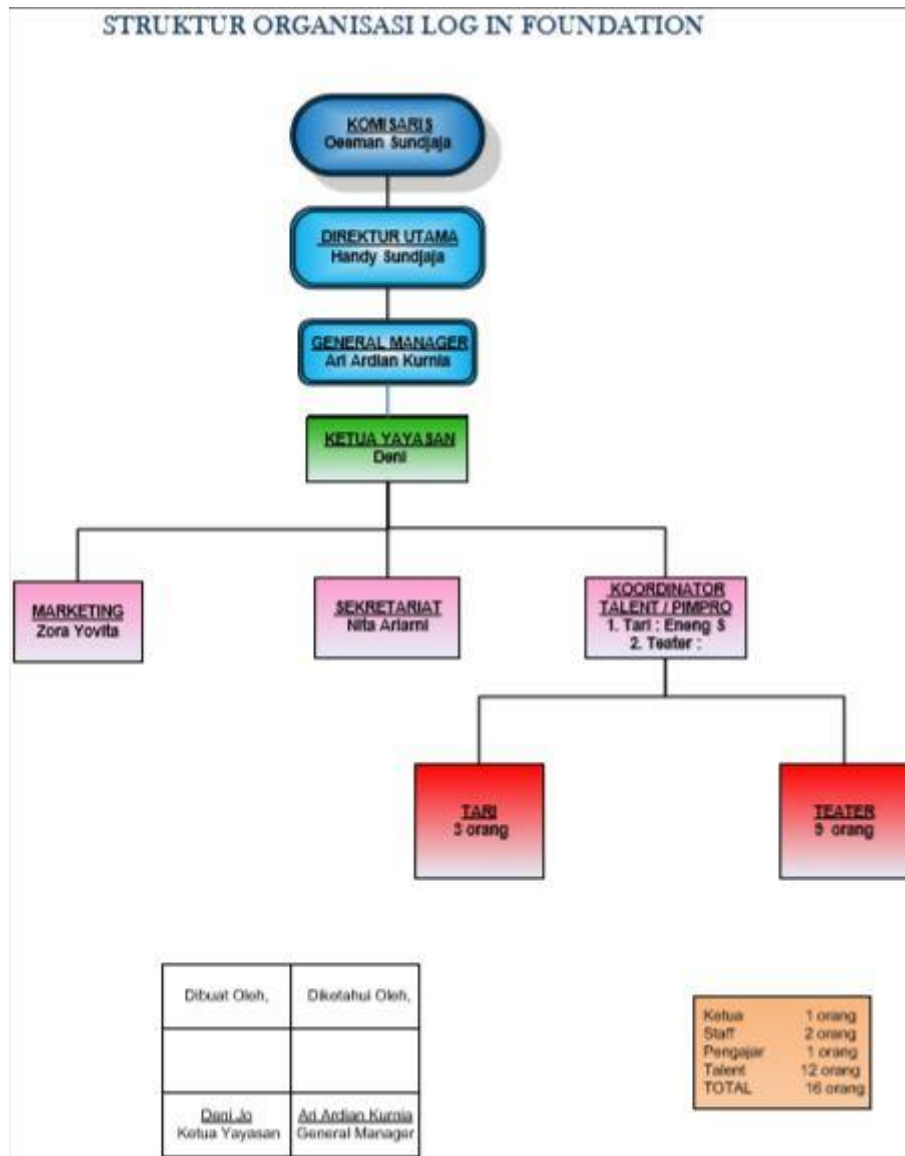 STRUKTUR ORGANISASI LOG IN FOUNDATION
KOMISARIS
Oesman Sundjaja
DIREKTUR UTAMA
Handy Sundjaja
GENERAL MANAGER
Ari Ardian Kurnia
KETUA YAYASAN
Deni
MARKETING
Zora Yovita
SEKRETARIAT
Nita Ariarni
KOORDINATOR
TALENT / PIMPRO
1. Tari : Eneng S
2. Teater :
TARI
3 orang
TEATER
9 orang
Dibuat Oleh,
Diketahui Oleh,
Deni Jo
Ketua Yayasan
Ari Ardian Kurnia
General Manager
Ketua 1 orang
Staff 2 orang
Pengajar 1 orang
Talent 12 orang
TOTAL 16 orang